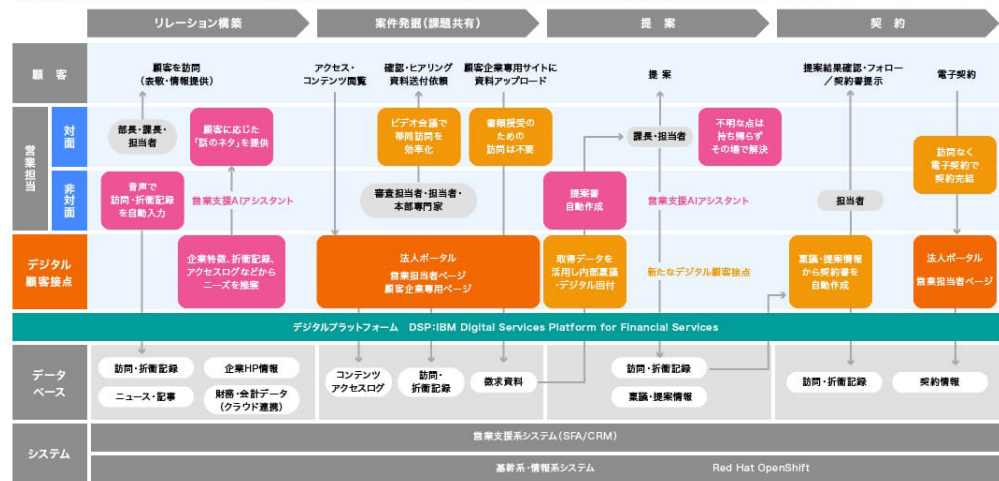 リレーション構築
案件発掘(課題共有)
提 案
契 約
顧 客
顧客を訪問
(表敬・情報提供)
アクセス・
コンテンツ閲覧
確認・ヒアリング
資料送付依頼
顧客企業専用サイトに
資料アップロード
提 案
提案結果確認・フォロー
/契約書提示
電子契約
営業担当
対面
部長・課長・
担当者
顧客に応じた
「話のネタ」を提供
ビデオ会議で
帯同訪問を
効率化
書類授受の
ための
訪問は不要
課長・担当者
不明な点は
持ち帰らず
その場で解決
訪問なく
電子契約で
契約完結
非対面
音声で
訪問・折衝記録
を自動入力
営業支援AIアシスタント
審査担当者・担当者・
本部専門家
提案書
自動作成
営業支援AIアシスタント
担当者
デジタル
顧客接点
企業特徴、折衝記録、
アクセスログなどから
ニーズを推察
法人ポータル
営業担当者ページ
顧客企業専用ページ
取得データを
活用し内部稟議
・デジタル回付
新たなデジタル顧客接点
稟議・提案情報
から契約書を
自動作成
法人ポータル
営業担当者ページ
デジタルプラットフォーム DSP:IBM Digital Services Platform for Financial Services
データ
ベース
訪問・折衝記録
企業HP情報
ニュース・記事
財務・会計データ
(クラウド連携)
コンテンツ
アクセスログ
訪問・
折衝記録
徴求資料
訪問・折衝記録
稟議・提案情報
訪問・折衝記録
契約情報
システム
営業支援系システム(SFA/CRM)
基幹系・情報系システム
Red Hat OpenShift